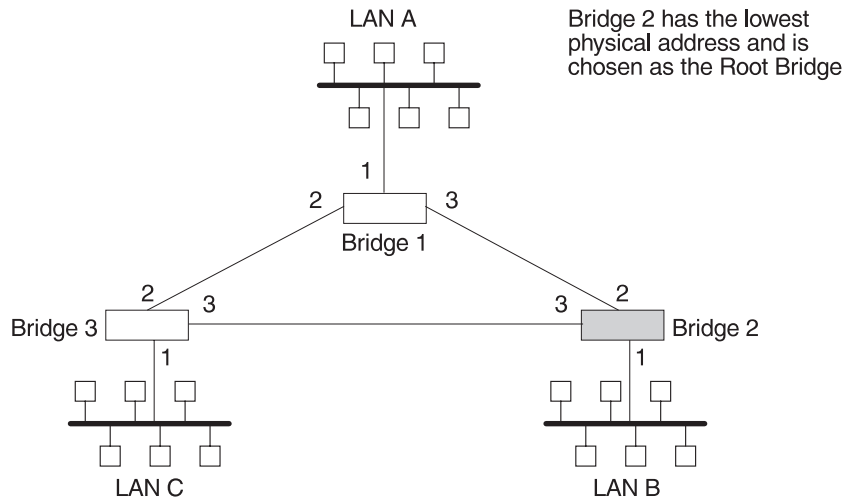 LAN A
Bridge 2 has the lowest
physical address and is
chosen as the Root Bridge
1
2
3
Bridge 1
2
3
3
2
Bridge 3
Bridge 2
1
1
LAN C
LAN B